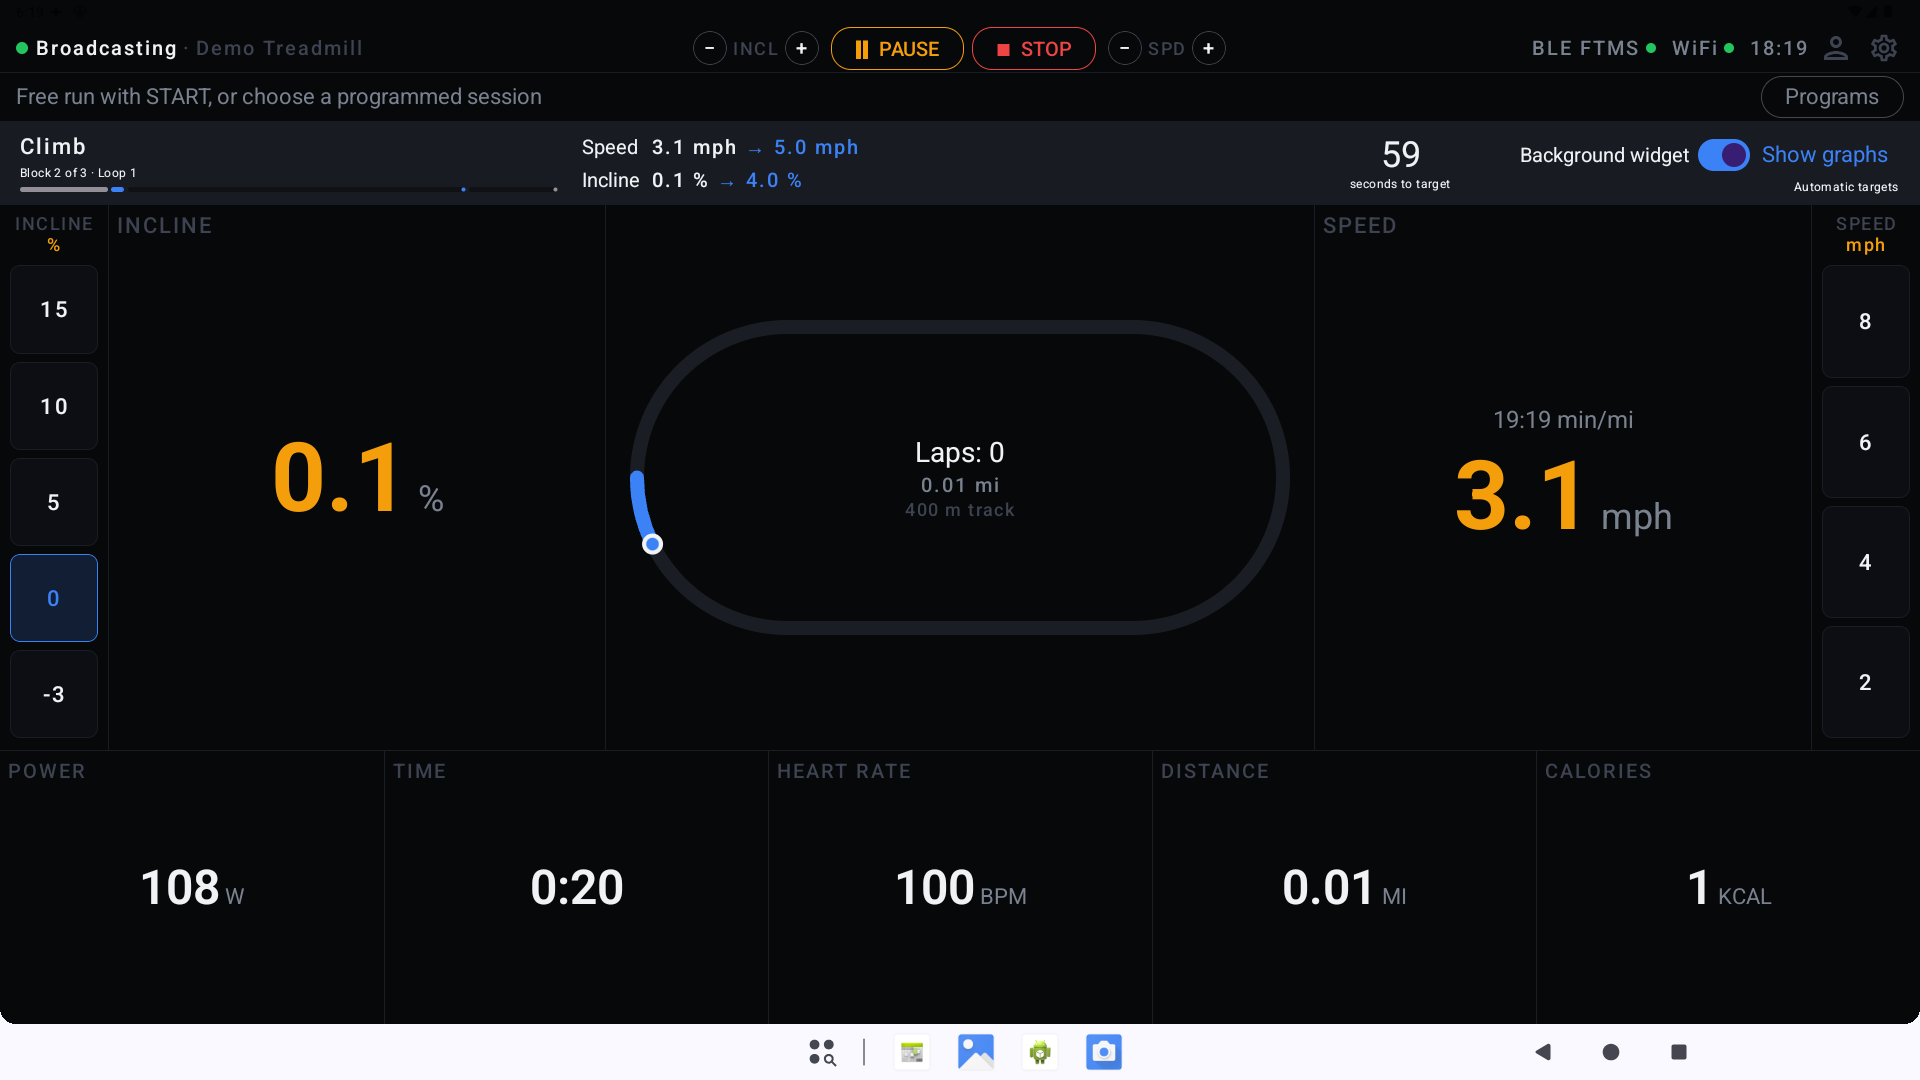 Broadcasting · Demo Treadmill
− INCL + PAUSE STOP − SPD +
BLE FTMS WiFi 18:19
Free run with START, or choose a programmed session
Programs
Climb
Block 2 of 3 · Loop 1
Speed 3.1 mph → 5.0 mph
Incline 0.1 % → 4.0 %
59
seconds to target
Background widget Show graphs
Automatic targets
INCLINE
%
15
10
5
0
-3
INCLINE
0.1 %
Laps: 0
0.01 mi
400 m track
SPEED
19:19 min/mi
3.1 mph
SPEED
mph
8
6
4
2
POWER
108 W
TIME
0:20
HEART RATE
100 BPM
DISTANCE
0.01 MI
CALORIES
1 KCAL